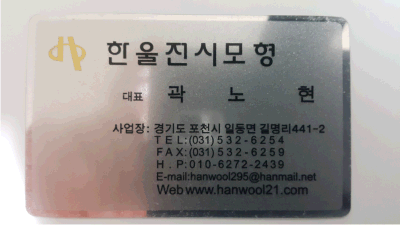 한울진시모형
대표 곽 노 현
사업장: 경기도 포천시 일동면 길명리441-2
TEL:(031)532-6254
FAX:(031)532-6259
H.P:010-6272-2439
E-mail:hanwool295@hanmail.net
Web www.hanwool21.com